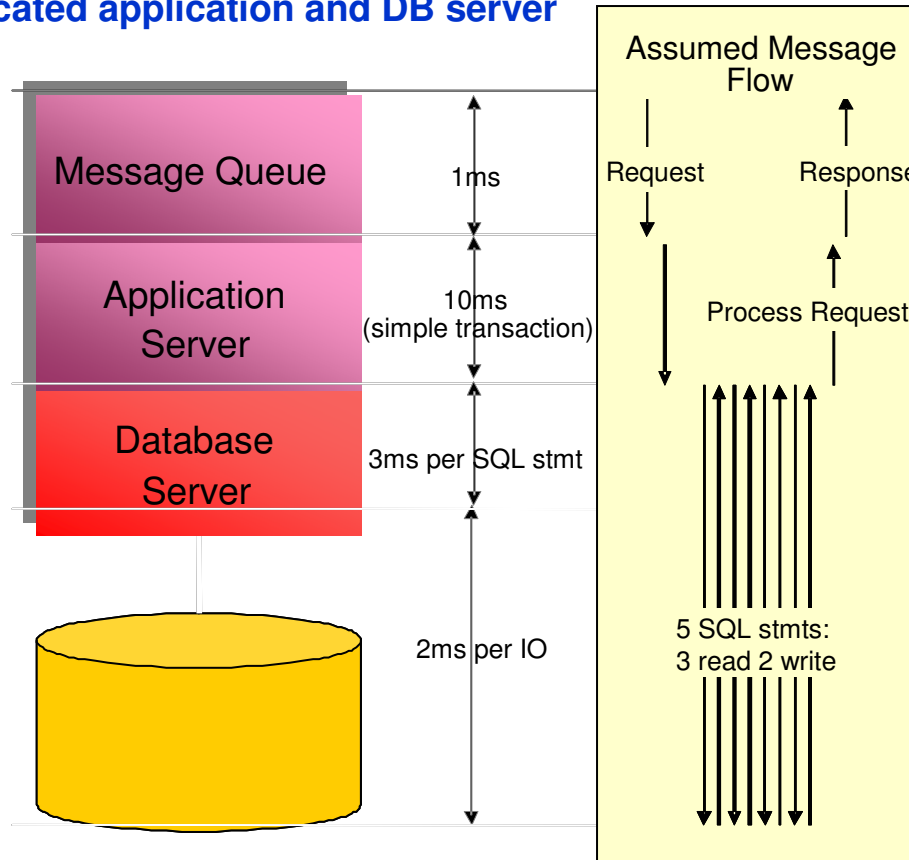 cated application and DB server
Assumed Message
Flow
Message Queue
1ms
Request
Response
Application
Server
10ms
(simple transaction)
Process Request
Database
Server
3ms per SQL stmt
2ms per IO
5 SQL stmts:
3 read 2 write